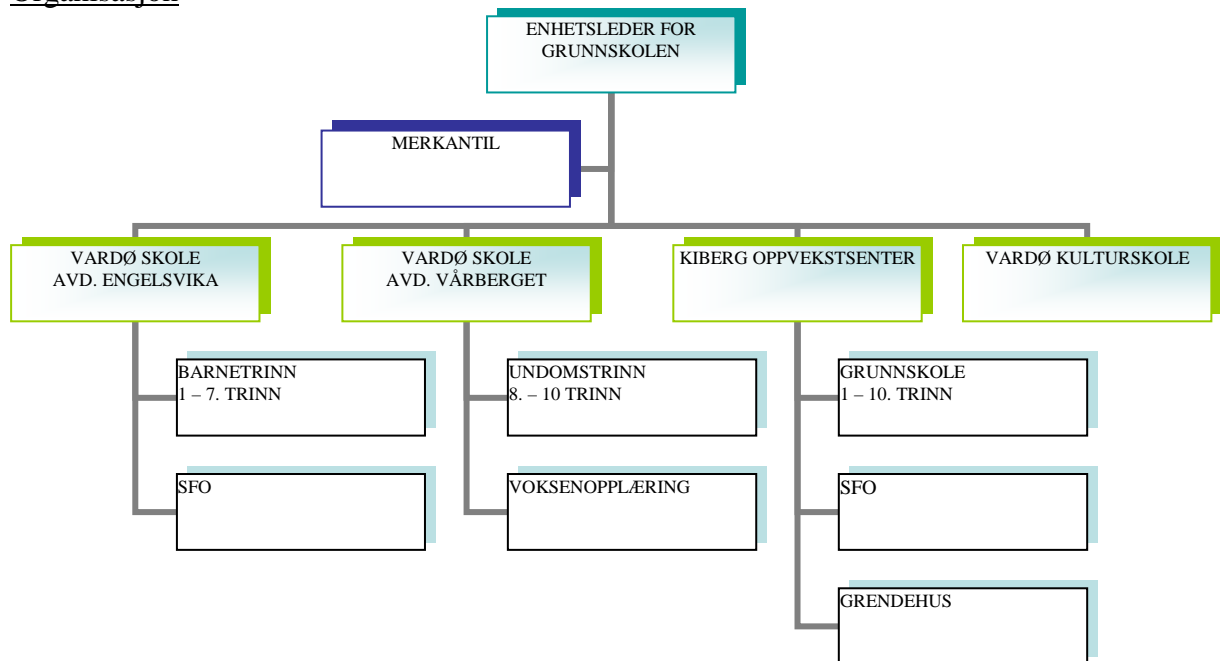 Organisasjon
ENHETSLEDER FOR
GRUNNSKOLEN
MERKANTIL
VARDØ SKOLE
AVD. ENGELSVIKA
VARDØ SKOLE
AVD. VÅRBERGET
KIBERG OPPVEKSTSENTER
VARDØ KULTURSKOLE
BARNETRINN
1 – 7. TRINN
UNDOMSTRINN
8. – 10 TRINN
GRUNNSKOLE
1 – 10. TRINN
SFO
VOKSENOPPLÆRING
SFO
GRENDEHUS